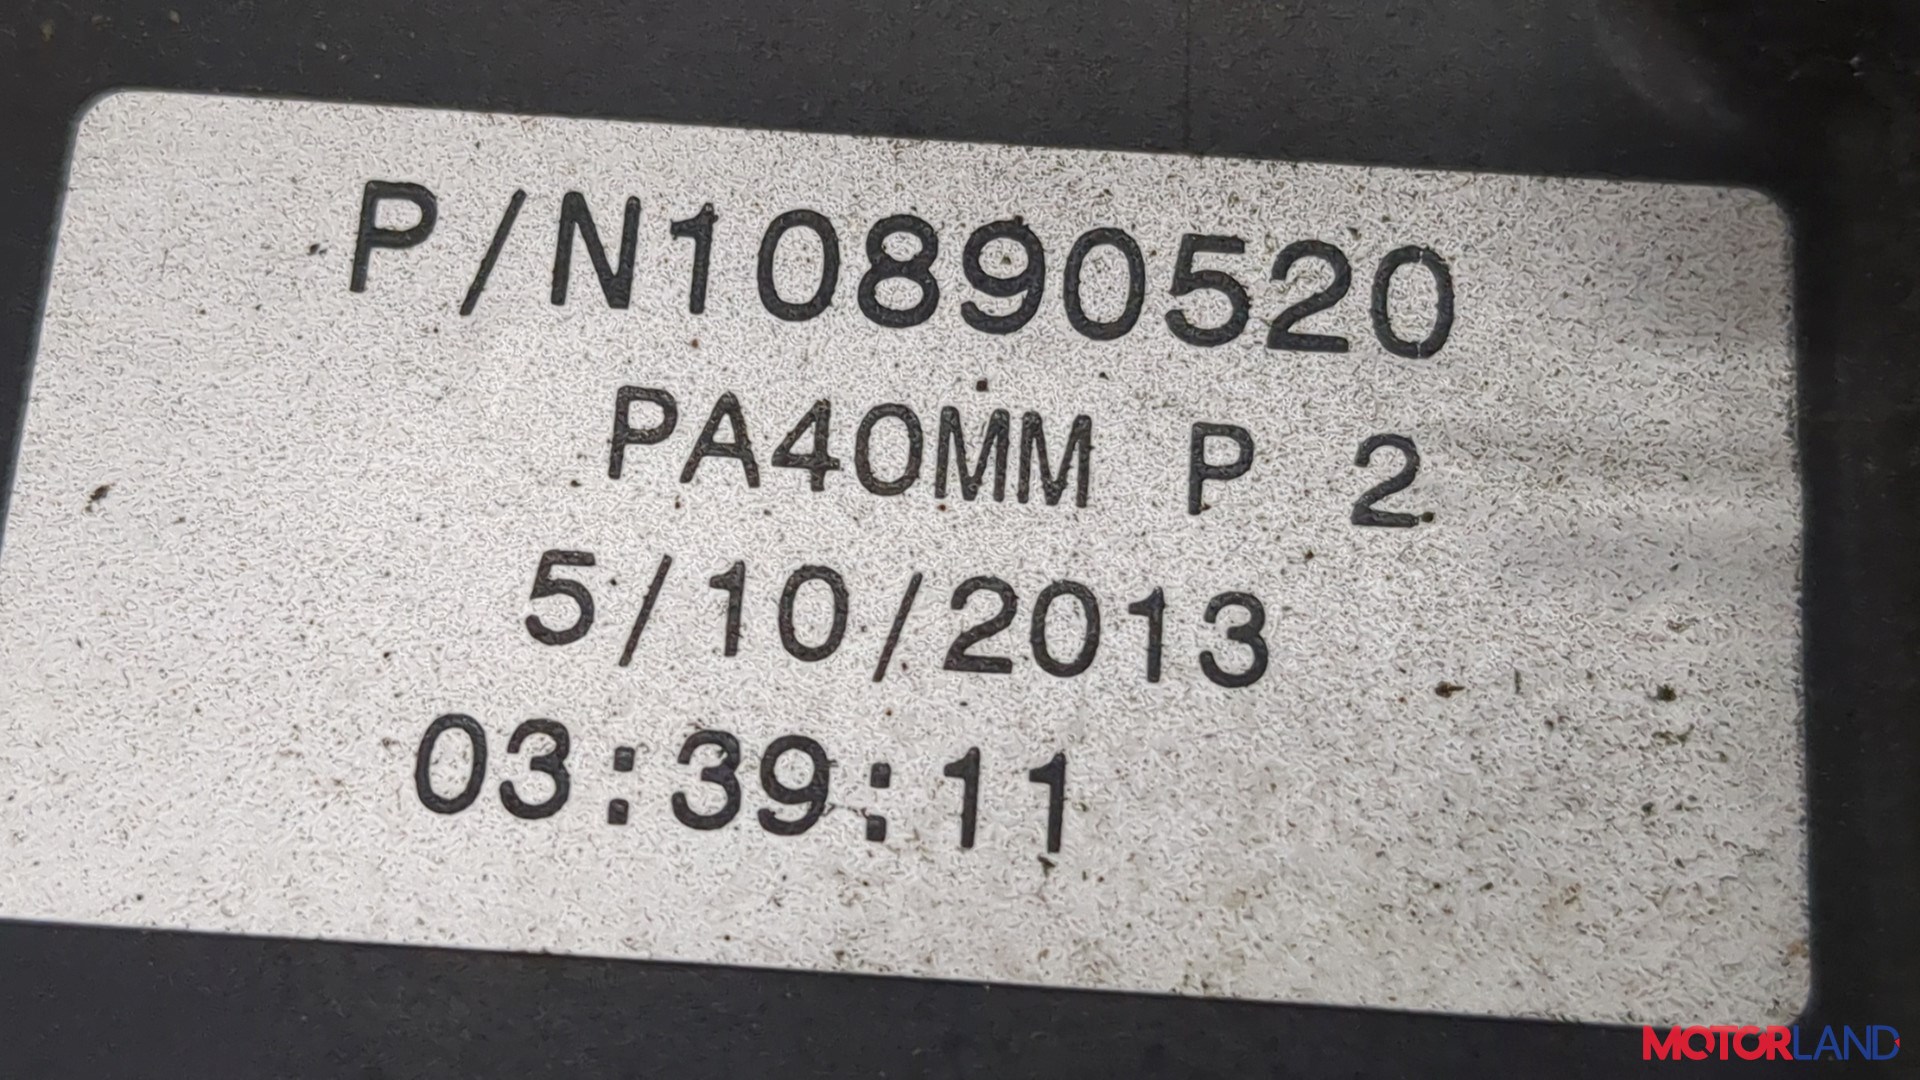 P/N10890520
PA40MM P 2
5/10/2013
03:39:11
MOTORLAND